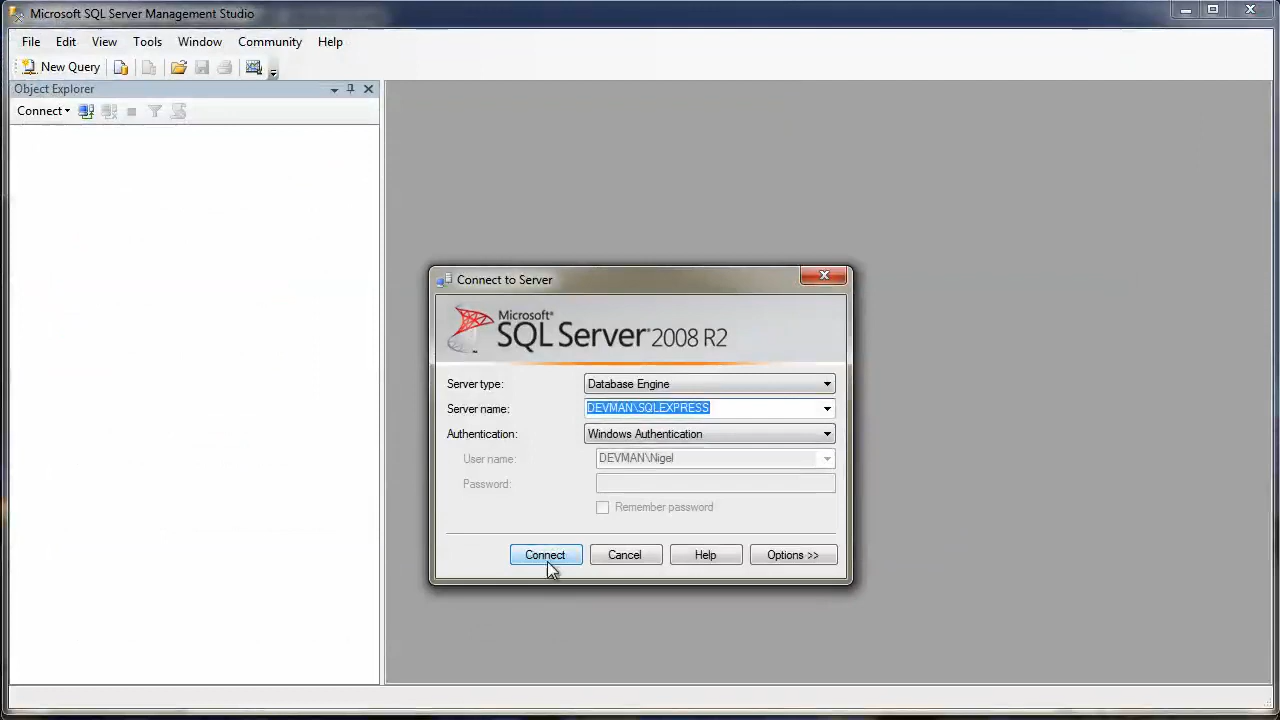 Microsoft SQL Server Management Studio
File Edit View Tools Window Community Help
New Query
Object Explorer
Connect
Connect to Server
Microsoft®
SQL Server® 2008 R2
Server type: Database Engine
Server name: DEVMAN\SQLEXPRESS
Authentication: Windows Authentication
User name: DEVMAN\Nigel
Password:
Remember password
Connect Cancel Help Options >>